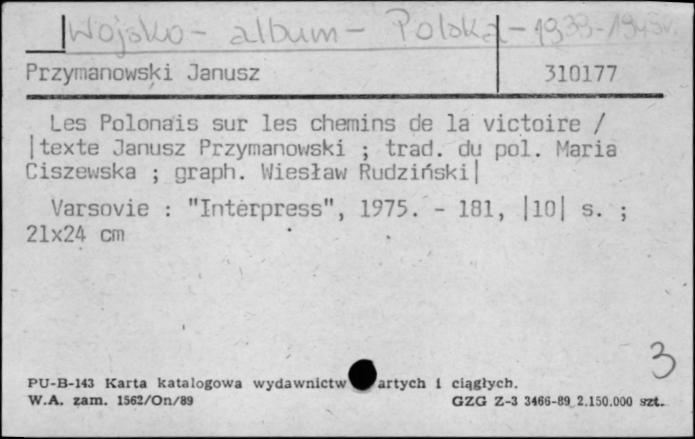 Wojsko - album - Polska - 1939-1945r.
Przymanowski Janusz 310177
Les Polonais sur les chemins de la victoire /
|texte Janusz Przymanowski ; trad. du pol. Maria
Ciszewska ; graph. Wiesław Rudziński|
Varsovie : "Interpress", 1975. - 181, |10| s. ;
21x24 cm
3
PU-B-143 Karta katalogowa wydawnictw artych i ciągłych.
W.A. zam. 1562/On/89 GZG Z-3 3466-89 2.150.000 szt.